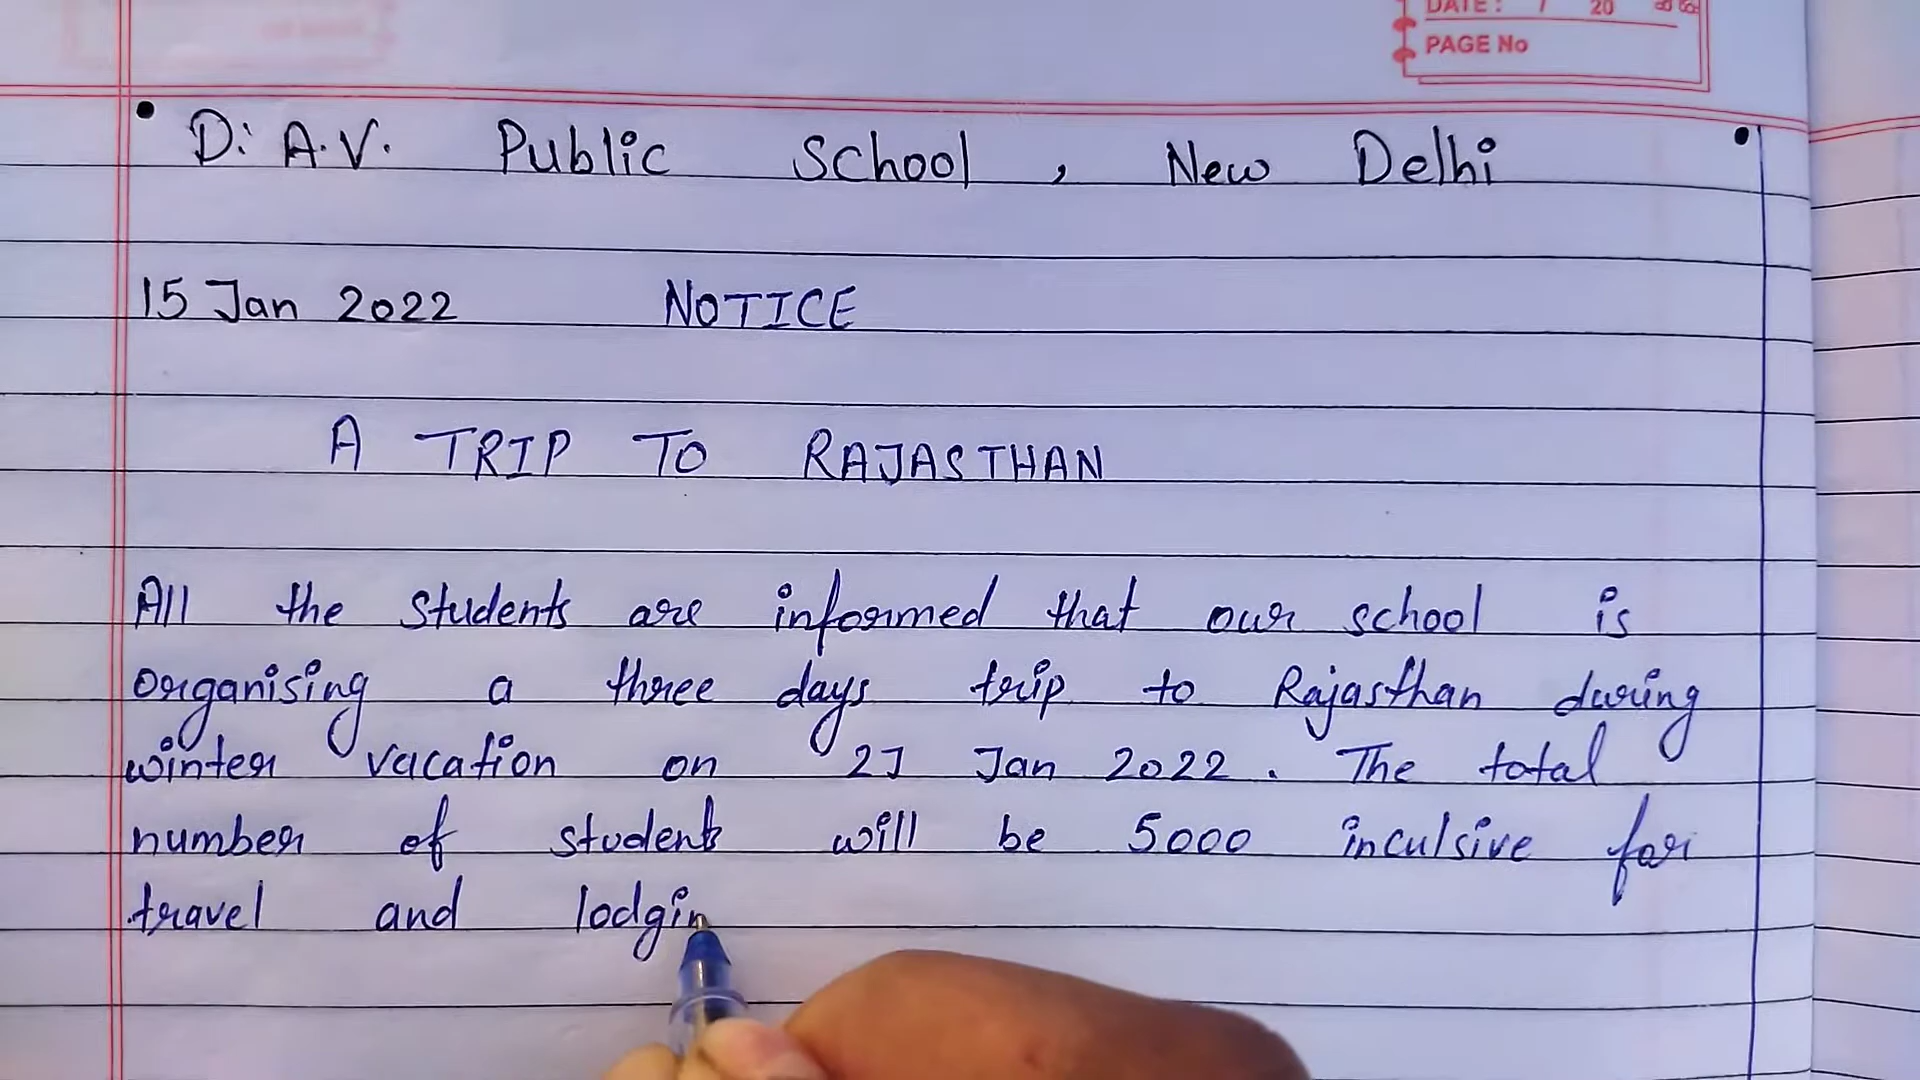 DATE: / 20
PAGE No
D. A.V. Public School, New Delhi
15 Jan 2022 NOTICE
A TRIP TO RAJASTHAN
All the students are informed that our school is
organising a three days trip to Rajasthan during
winter vacation on 2J Jan 2022. The total
number of students will be 5000 inculsive for
travel and lodgin